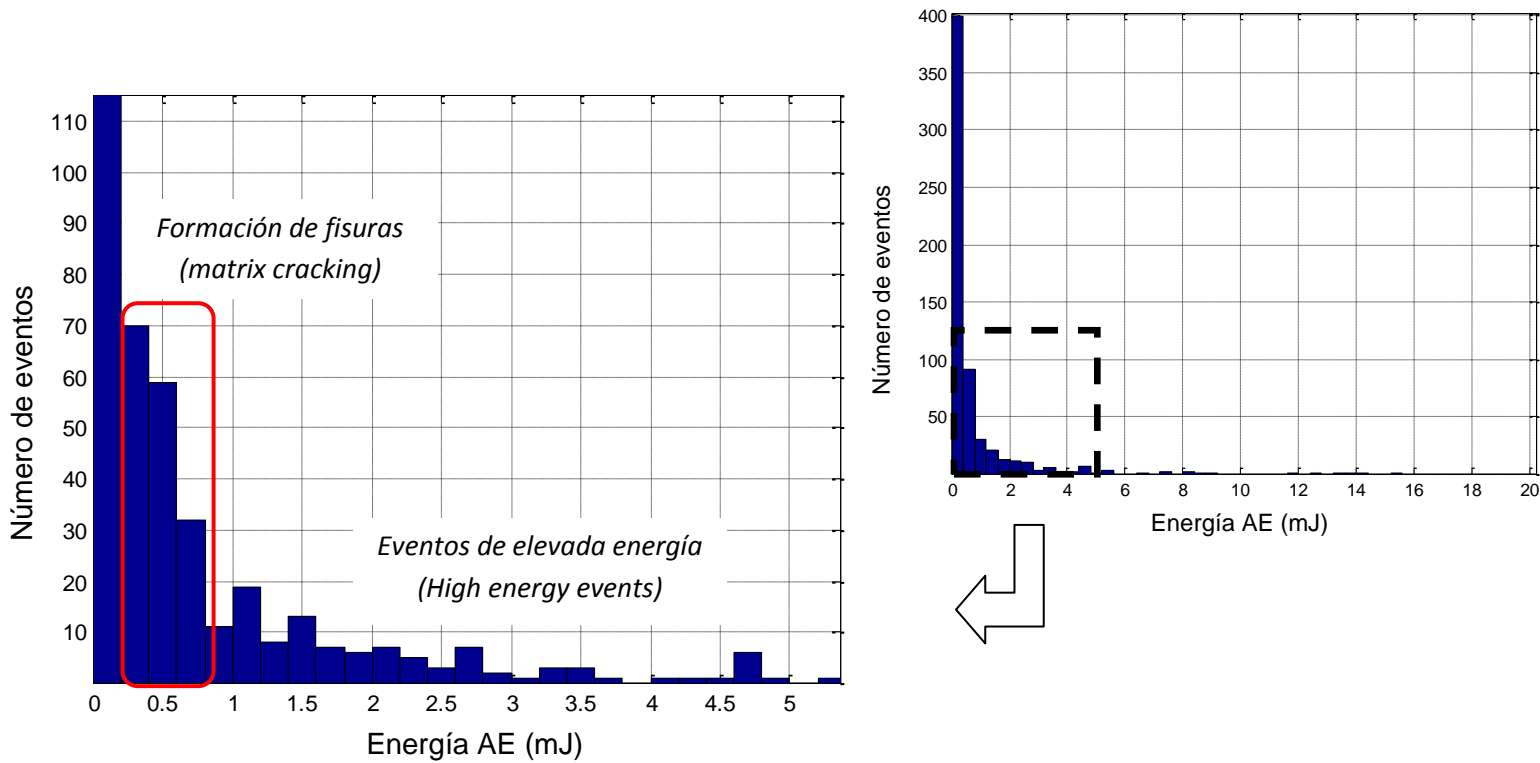 110
100
90
80
70
60
50
40
30
20
10
Número de eventos
Formación de fisuras
(matrix cracking)
Eventos de elevada energía
(High energy events)
0 0.5 1 1.5 2 2.5 3 3.5 4 4.5 5
Energía AE (mJ)
400
350
300
250
200
150
100
50
Número de eventos
0 2 4 6 8 10 12 14 16 18 20
Energía AE (mJ)